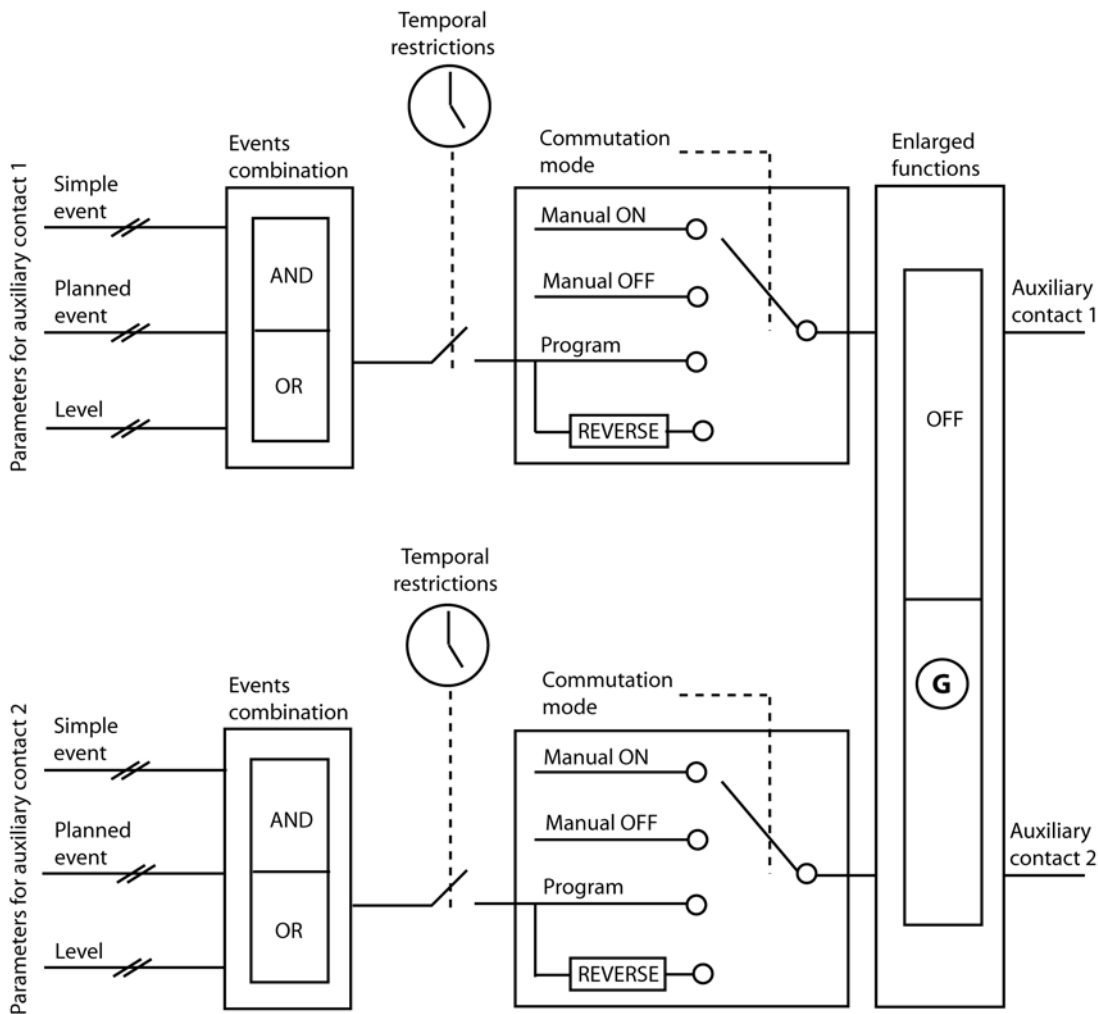 Temporal
restrictions
Parameters for auxiliary contact 1
Simple
event
Planned
event
Level
Events
combination
AND
OR
Commutation
mode
Manual ON
Manual OFF
Program
REVERSE
Enlarged
functions
OFF
G
Auxiliary
contact 1
Temporal
restrictions
Parameters for auxiliary contact 2
Simple
event
Planned
event
Level
Events
combination
AND
OR
Commutation
mode
Manual ON
Manual OFF
Program
REVERSE
Auxiliary
contact 2